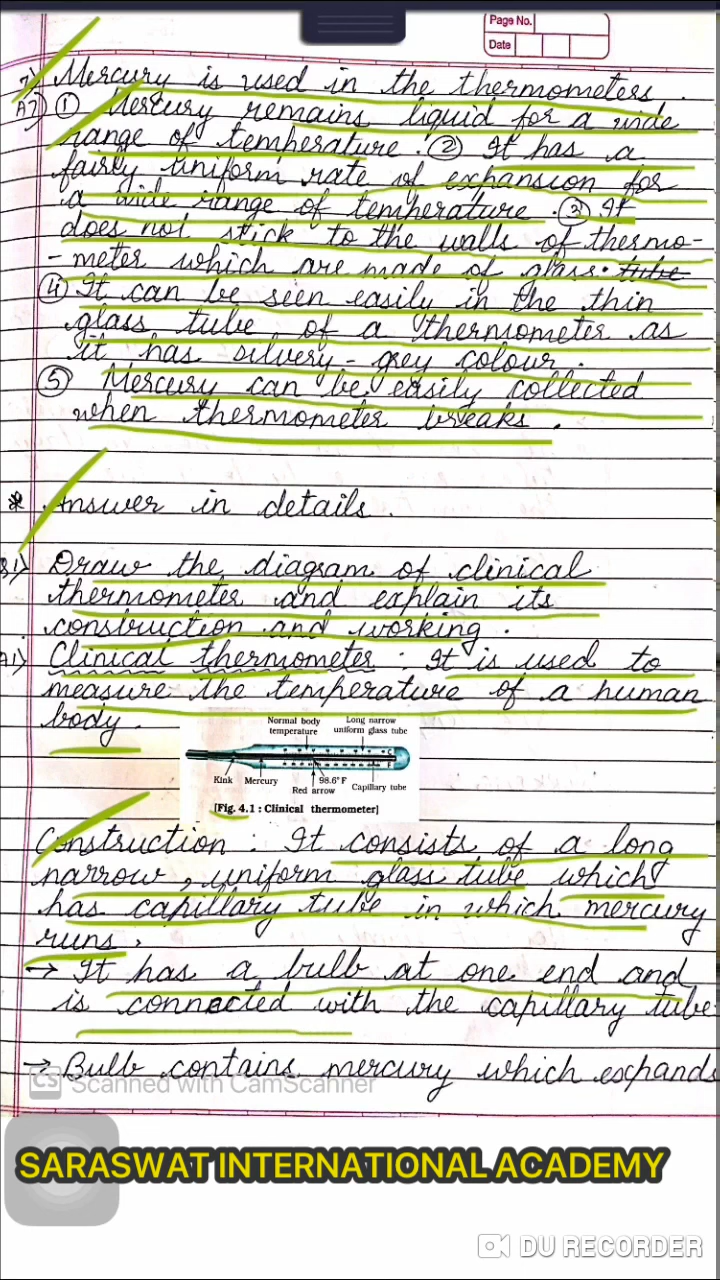 Page No.
Date
7) Mercury is used in the thermometers.
A7) ① Mercury remains liquid for a wide
range of temperature. ② It has a
fairly uniform rate of expansion for
a wide range of temperature. ③ It
does not stick to the walls of thermo-
- meter which are made of glass. tube
④ It can be seen easily in the thin
glass tube of a thermometer as
it has silvery - grey colour.
⑤ Mercury can be easily collected
when thermometer breaks.
* Answer in details.
1) Draw the diagram of clinical
thermometer and explain its
construction and working.
A1) Clinical thermometer : It is used to
measure the temperature of a human
body.
Normal body temperature
Long narrow uniform glass tube
Kink
Mercury
98.6° F
Red arrow
Capillary tube
[Fig. 4.1 : Clinical thermometer]
Construction : It consists of a long
narrow, uniform glass tube which
has capillary tube in which mercury
runs.
→ It has a bulb at one end and
is connected with the capillary tube
→ Bulb contains mercury which expands
CS Scanned with CamScanner
SARASWAT INTERNATIONAL ACADEMY
DU RECORDER